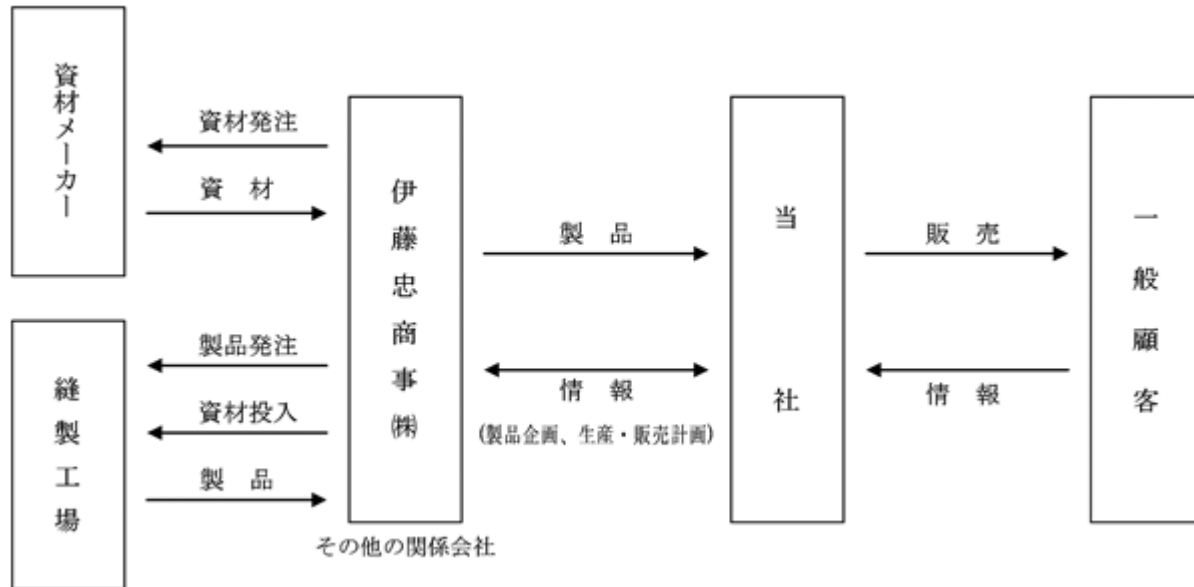 資材メーカー
資材発注
資 材
縫製工場
製品発注
資材投入
製 品
伊藤忠商事㈱
その他の関係会社
製 品
情 報
(製品企画、生産・販売計画)
当社
販 売
情 報
一般顧客